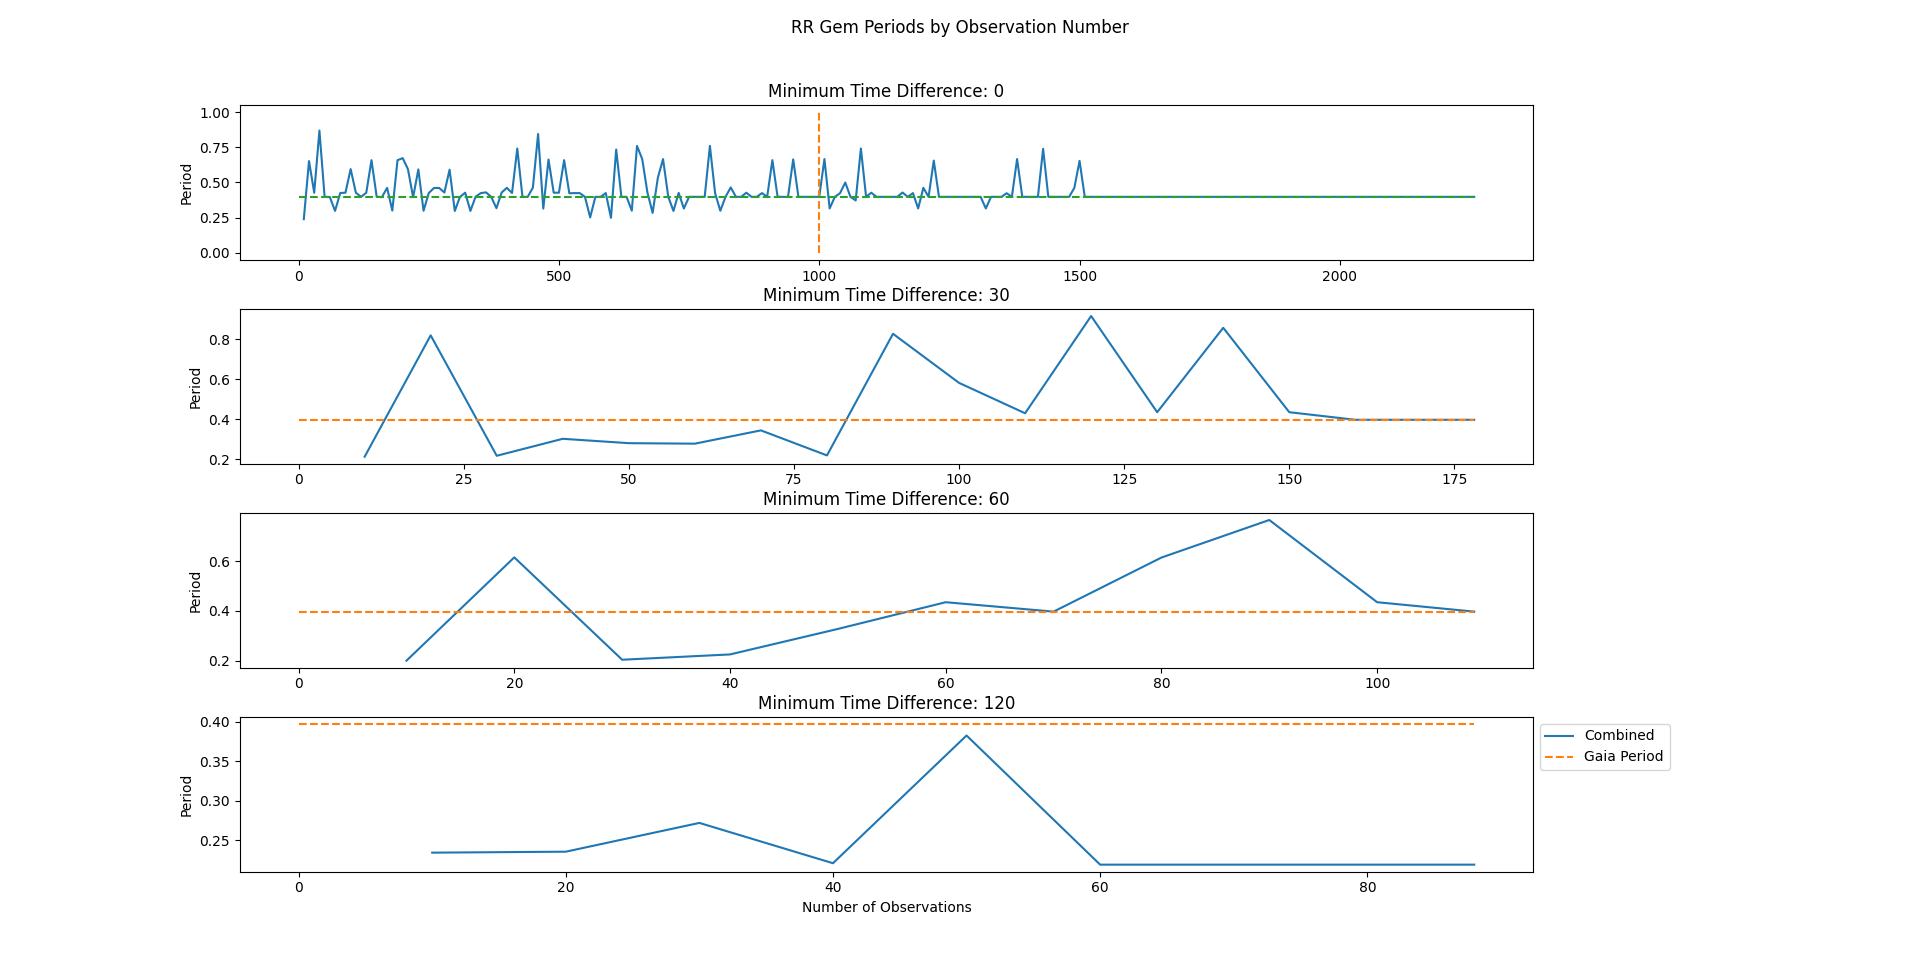 RR Gem Periods by Observation Number
Minimum Time Difference: 0
Period
1.00
0.75
0.50
0.25
0.00
0 500 1000 1500 2000
Minimum Time Difference: 30
Period
0.8
0.6
0.4
0.2
0 25 50 75 100 125 150 175
Minimum Time Difference: 60
Period
0.6
0.4
0.2
0 20 40 60 80 100
Minimum Time Difference: 120
Period
0.40
0.35
0.30
0.25
0 20 40 60 80
Number of Observations
Combined
Gaia Period